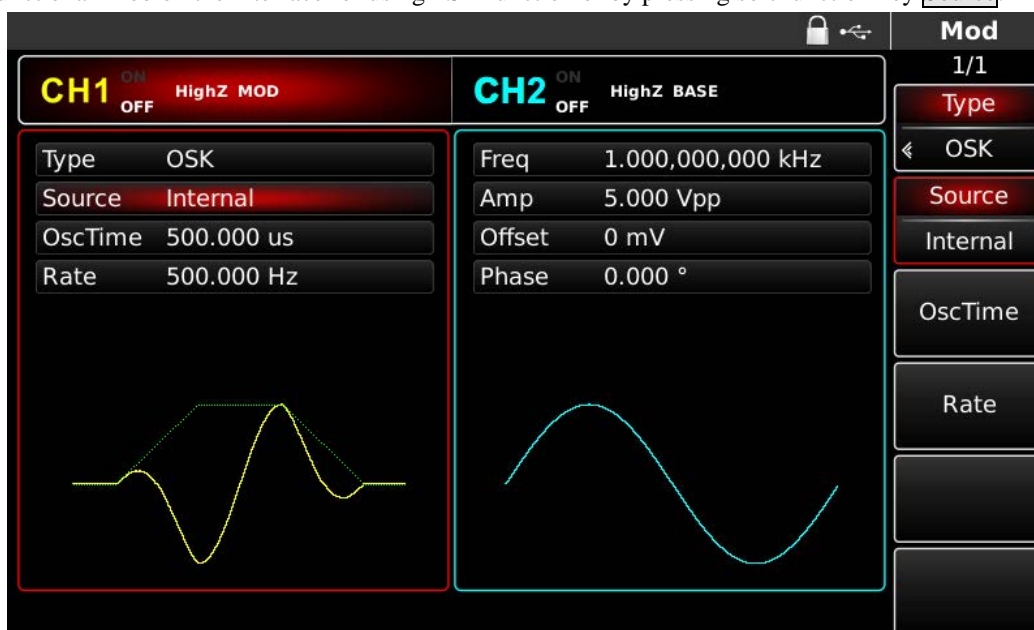 Mod
1/1
CH1 ON OFF HighZ MOD
CH2 ON OFF HighZ BASE
Type
OSK
Type OSK
Source Internal
OscTime 500.000 us
Rate 500.000 Hz
Freq 1.000,000,000 kHz
Amp 5.000 Vpp
Offset 0 mV
Phase 0.000 °
Source
Internal
OscTime
Rate